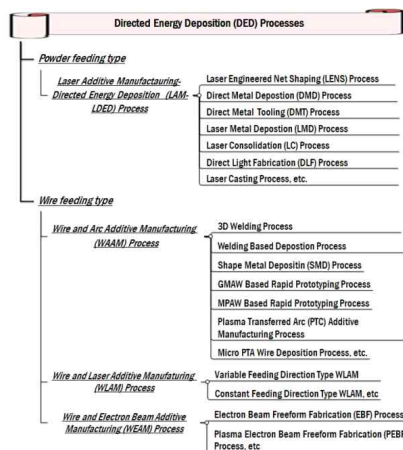 Directed Energy Deposition (DED) Processes
Powder feeding type
Laser Additive Manufactauring-
Directed Energy Deposition (LAM-
LDED) Process
Laser Engineered Net Shaping (LENS) Process
Direct Metal Depostion (DMD) Process
Direct Metal Tooling (DMT) Process
Laser Metal Depostion (LMD) Process
Laser Consolidation (LC) Process
Direct Light Fabrication (DLF) Process
Laser Casting Process, etc.
Wire feeding type
Wire and Arc Additive Manufacturing
(WAAM) Process
3D Welding Process
Welding Based Depostion Process
Shape Metal Depositin (SMD) Process
GMAW Based Rapid Prototyping Process
MPAW Based Rapid Prototyping Process
Plasma Transferred Arc (PTC) Additive
Manufacturing Process
Micro PTA Wire Deposition Process, etc.
Wire and Laser Additive Manufaturing
(WLAM) Process
Variable Feeding Direction Type WLAM
Constant Feeding Direction Type WLAM, etc
Wire and Electron Beam Additive
Manufacturing (WEAM) Process
Electron Beam Freeform Fabrication (EBF) Process
Plasma Electron Beam Freeform Fabrication (PEBF
Process, etc